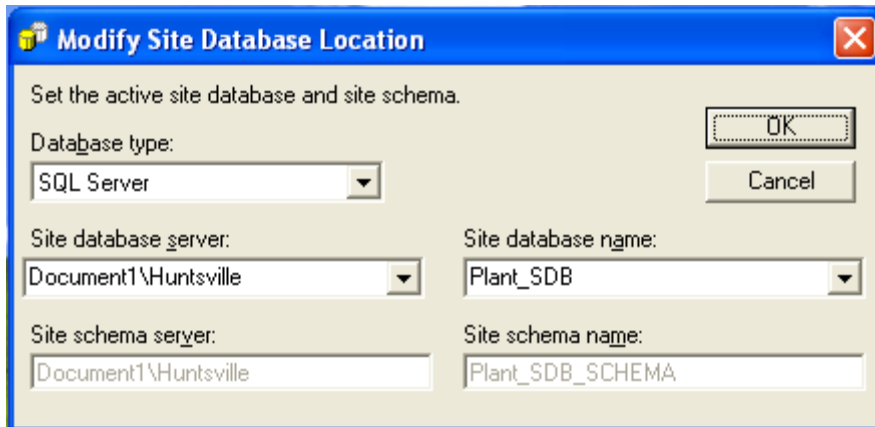 Modify Site Database Location
Set the active site database and site schema.
OK
Database type:
SQL Server
Cancel
Site database server:
Site database name:
Document1\Huntsville
Plant_SDB
Site schema server:
Site schema name:
Document1\Huntsville
Plant_SDB_SCHEMA